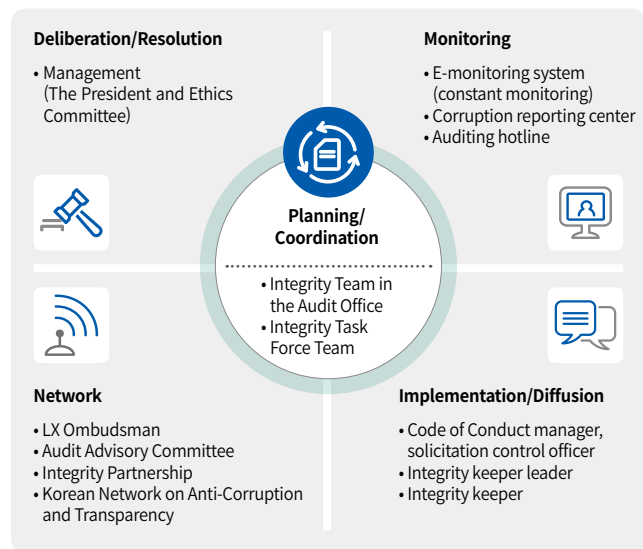 Deliberation/Resolution
• Management
(The President and Ethics
Committee)
Monitoring
• E-monitoring system
(constant monitoring)
• Corruption reporting center
• Auditing hotline
Planning/
Coordination
• Integrity Team in
the Audit Office
• Integrity Task
Force Team
Network
• LX Ombudsman
• Audit Advisory Committee
• Integrity Partnership
• Korean Network on Anti-Corruption
and Transparency
Implementation/Diffusion
• Code of Conduct manager,
solicitation control officer
• Integrity keeper leader
• Integrity keeper